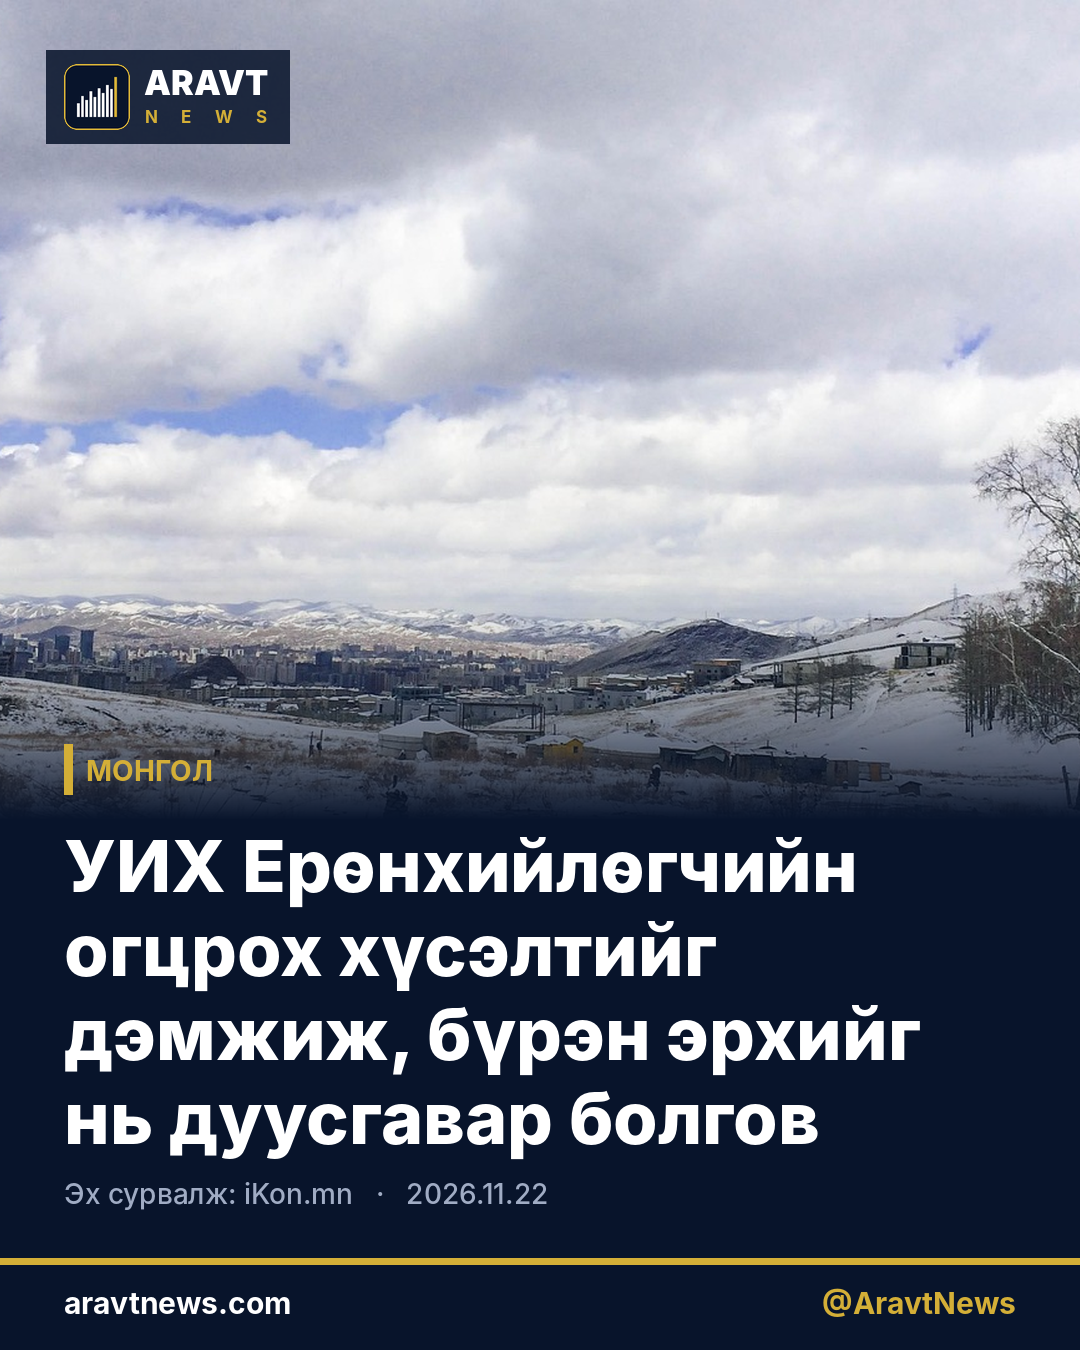 ARAVT
NEWS
МОНГОЛ
УИХ Ерөнхийлөгчийн
огцрох хүсэлтийг
дэмжиж, бүрэн эрхийг
нь дуусгавар болгов
Эх сурвалж: iKon.mn · 2026.11.22
aravtnews.com
@AravtNews